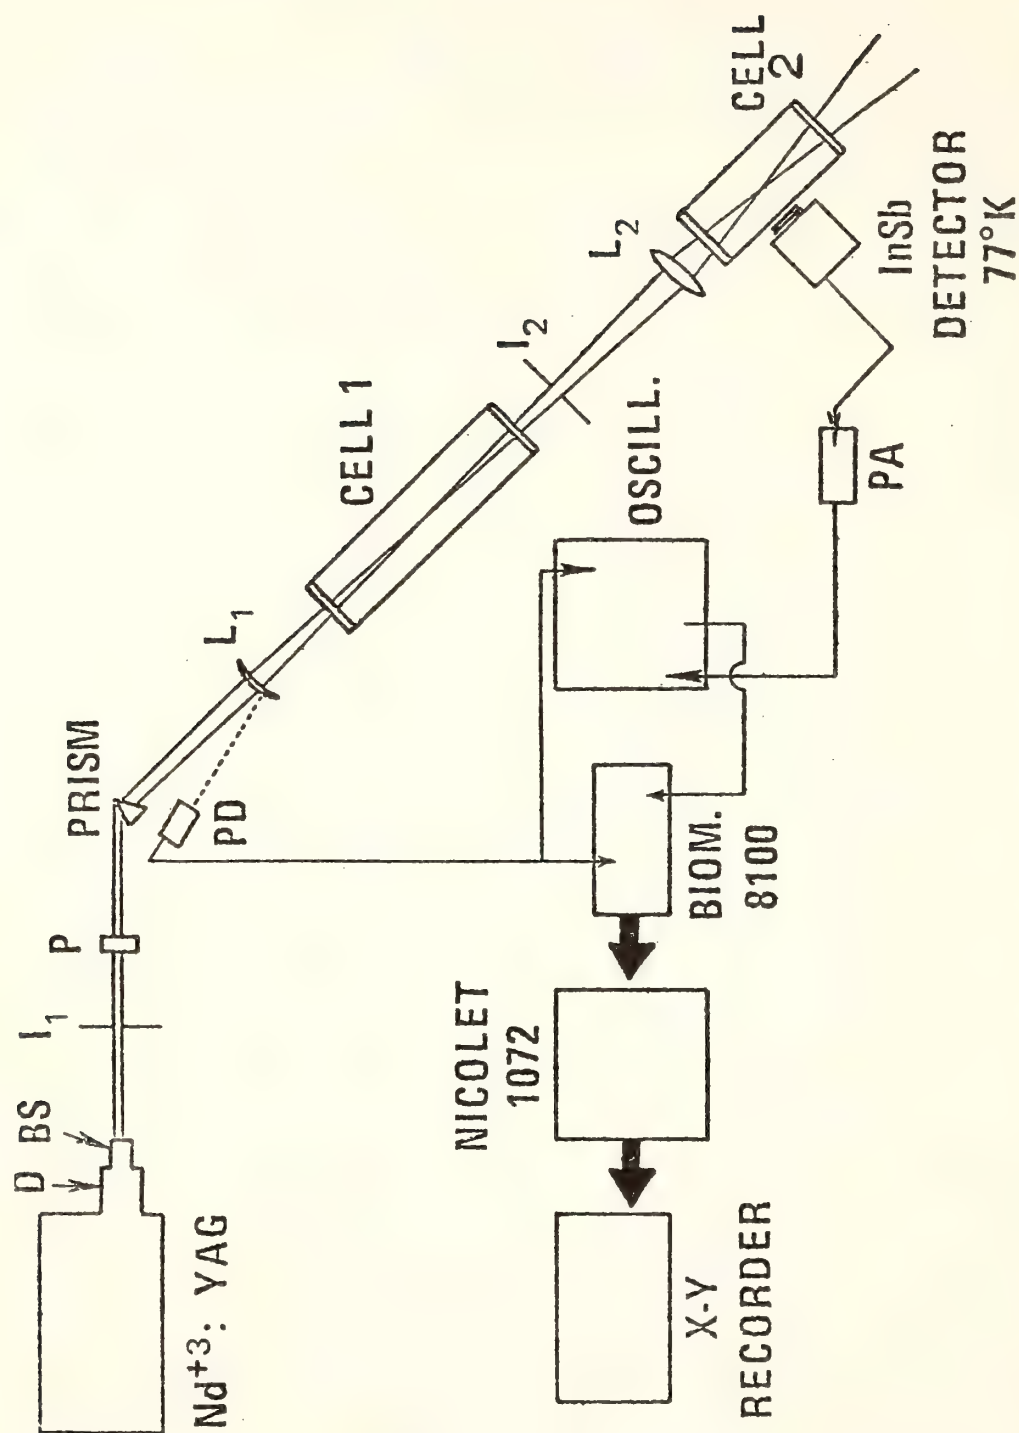 Nd+3: YAG
D
BS
I1
P
PRISM
PD
L1
CELL 1
I2
L2
CELL
2
InSb
DETECTOR
77°K
PA
OSCILL.
BIOM.
8100
NICOLET
1072
X-Y
RECORDER